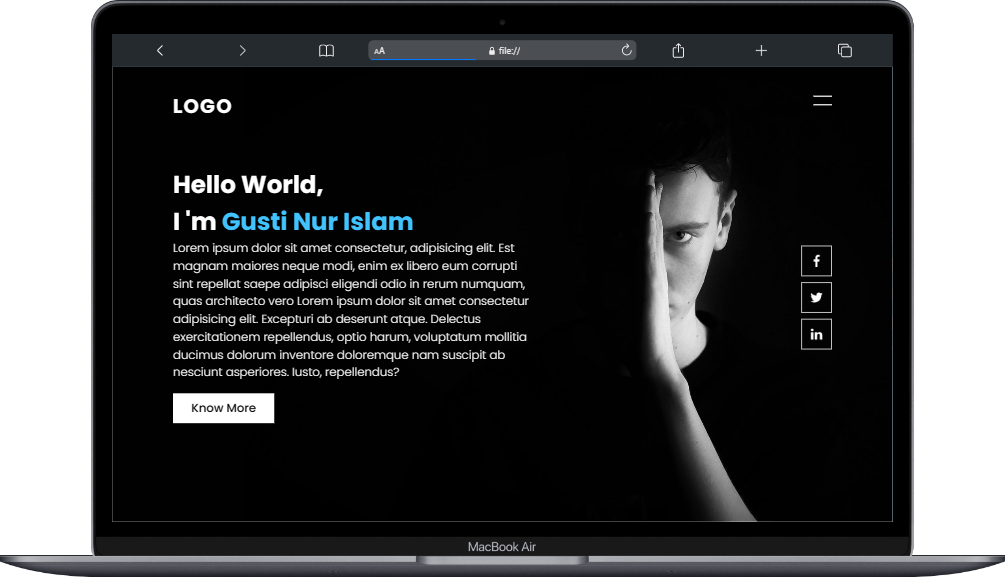 AA file://
LOGO
Hello World,
I 'm Gusti Nur Islam
Lorem ipsum dolor sit amet consectetur, adipisicing elit. Est
magnam maiores neque modi, enim ex libero eum corrupti
sint repellat saepe adipisci eligendi odio in rerum numquam,
quas architecto vero Lorem ipsum dolor sit amet consectetur
adipisicing elit. Excepturi ab deserunt atque. Delectus
exercitationem repellendus, optio harum, voluptatum mollitia
ducimus dolorum inventore doloremque nam suscipit ab
nesciunt asperiores. Iusto, repellendus?
Know More
f
in
MacBook Air